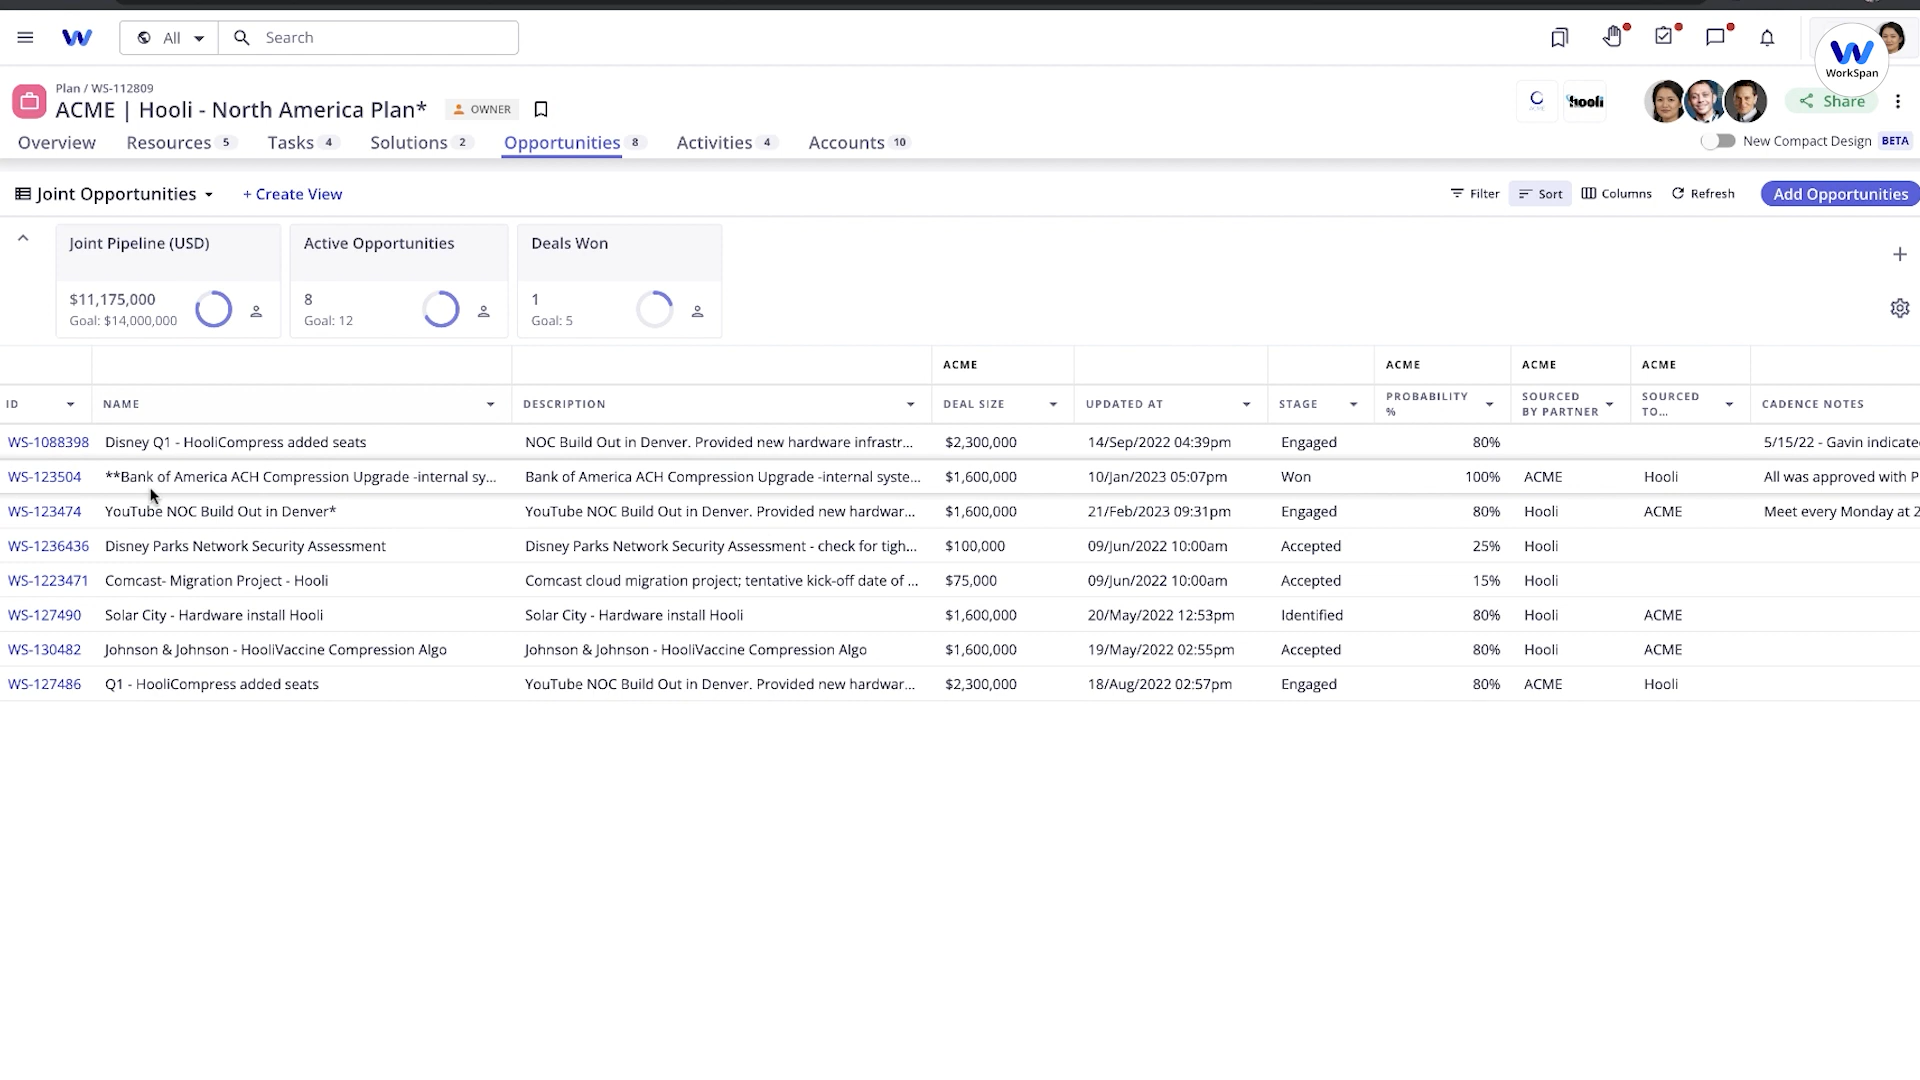 All
Search
WorkSpan
Plan / WS-112809
ACME | Hooli - North America Plan*
OWNER
hooli
Share
Overview
Resources 5
Tasks 4
Solutions 2
Opportunities 8
Activities 4
Accounts 10
New Compact Design BETA
Joint Opportunities
+ Create View
Filter
Sort
Columns
Refresh
Add Opportunities
Joint Pipeline (USD)
$11,175,000
Goal: $14,000,000
Active Opportunities
8
Goal: 12
Deals Won
1
Goal: 5
ACME ACME ACME ACME
ID NAME DESCRIPTION DEAL SIZE UPDATED AT STAGE PROBABILITY % SOURCED BY PARTNER SOURCED TO... CADENCE NOTES
WS-1088398 Disney Q1 - HooliCompress added seats NOC Build Out in Denver. Provided new hardware infrastr... $2,300,000 14/Sep/2022 04:39pm Engaged 80% 5/15/22 - Gavin indicate
WS-123504 **Bank of America ACH Compression Upgrade -internal sy... Bank of America ACH Compression Upgrade -internal syste... $1,600,000 10/Jan/2023 05:07pm Won 100% ACME Hooli All was approved with P
WS-123474 YouTube NOC Build Out in Denver* YouTube NOC Build Out in Denver. Provided new hardwar... $1,600,000 21/Feb/2023 09:31pm Engaged 80% Hooli ACME Meet every Monday at 2
WS-1236436 Disney Parks Network Security Assessment Disney Parks Network Security Assessment - check for tigh... $100,000 09/Jun/2022 10:00am Accepted 25% Hooli
WS-1223471 Comcast- Migration Project - Hooli Comcast cloud migration project; tentative kick-off date of ... $75,000 09/Jun/2022 10:00am Accepted 15% Hooli
WS-127490 Solar City - Hardware install Hooli Solar City - Hardware install Hooli $1,600,000 20/May/2022 12:53pm Identified 80% Hooli ACME
WS-130482 Johnson & Johnson - HooliVaccine Compression Algo Johnson & Johnson - HooliVaccine Compression Algo $1,600,000 19/May/2022 02:55pm Accepted 80% Hooli ACME
WS-127486 Q1 - HooliCompress added seats YouTube NOC Build Out in Denver. Provided new hardwar... $2,300,000 18/Aug/2022 02:57pm Engaged 80% ACME Hooli